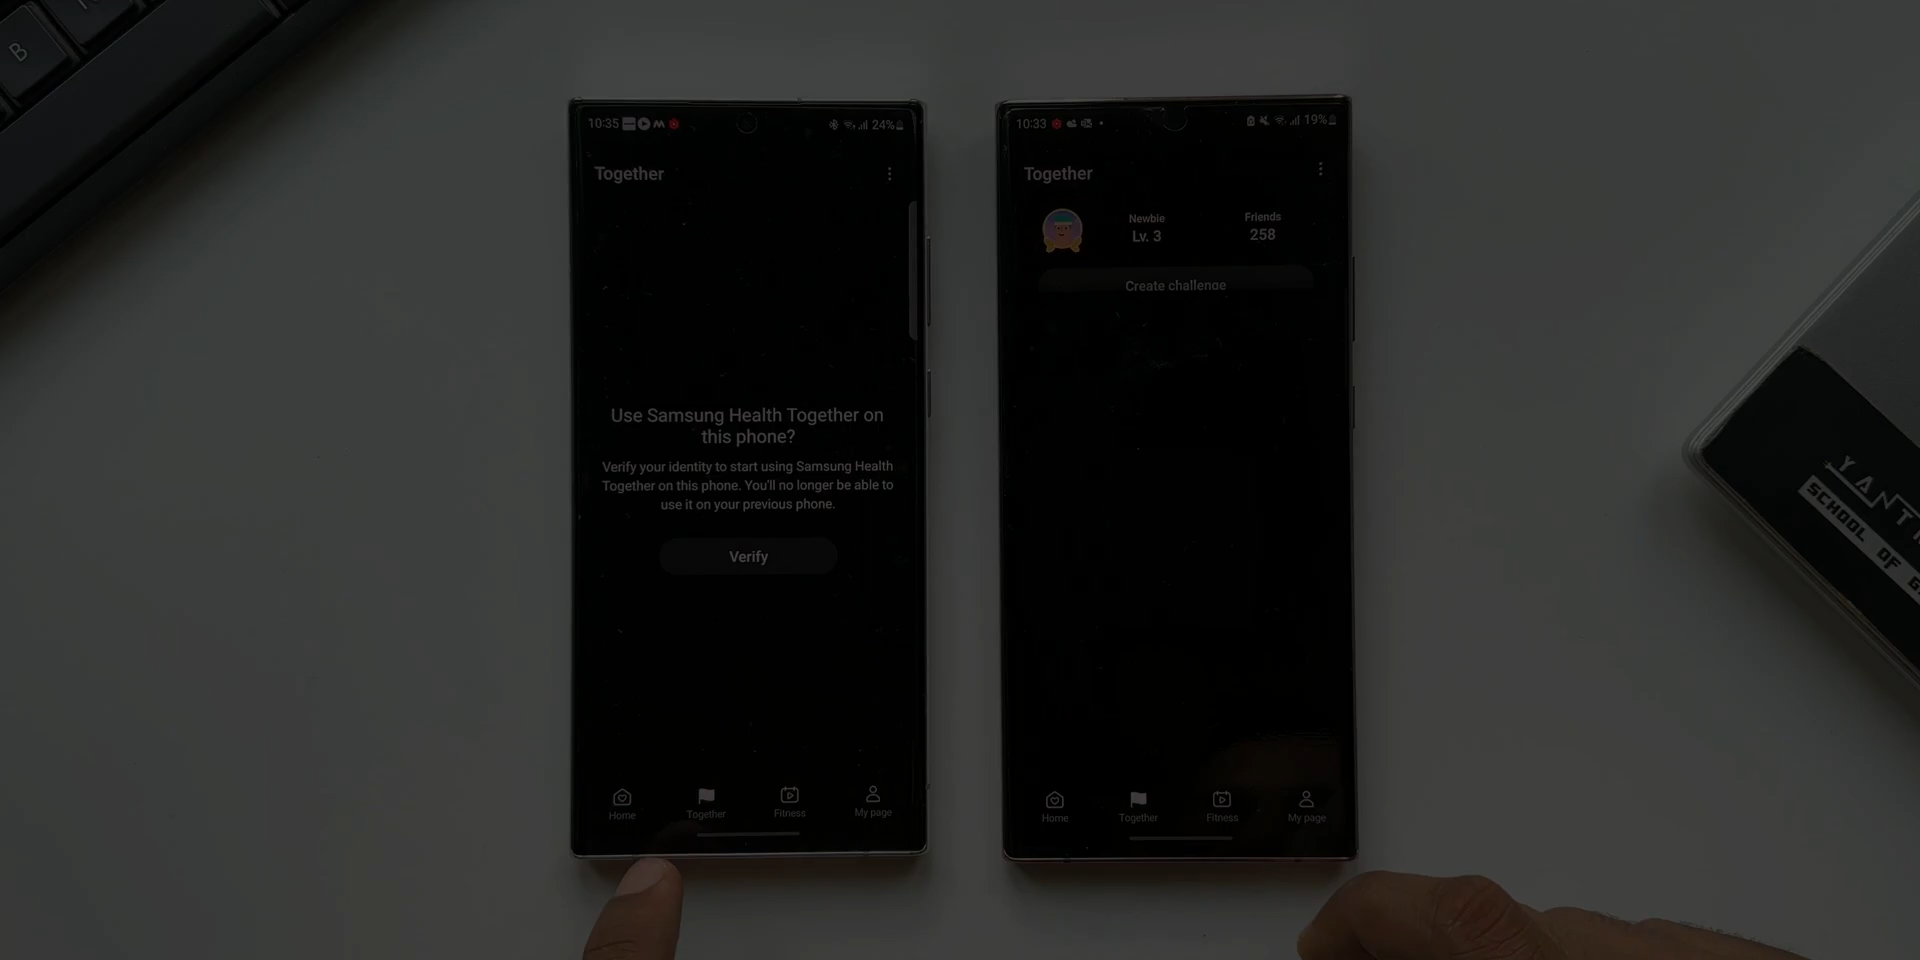 B
10:35
24%
Together
Use Samsung Health Together on
this phone?
Verify your identity to start using Samsung Health
Together on this phone. You'll no longer be able to
use it on your previous phone.
Verify
Home
Together
Fitness
My page
10:33
19%
Together
Newbie
Lv. 3
Friends
258
Create challenge
Home
Together
Fitness
My page
SCHOOL OF